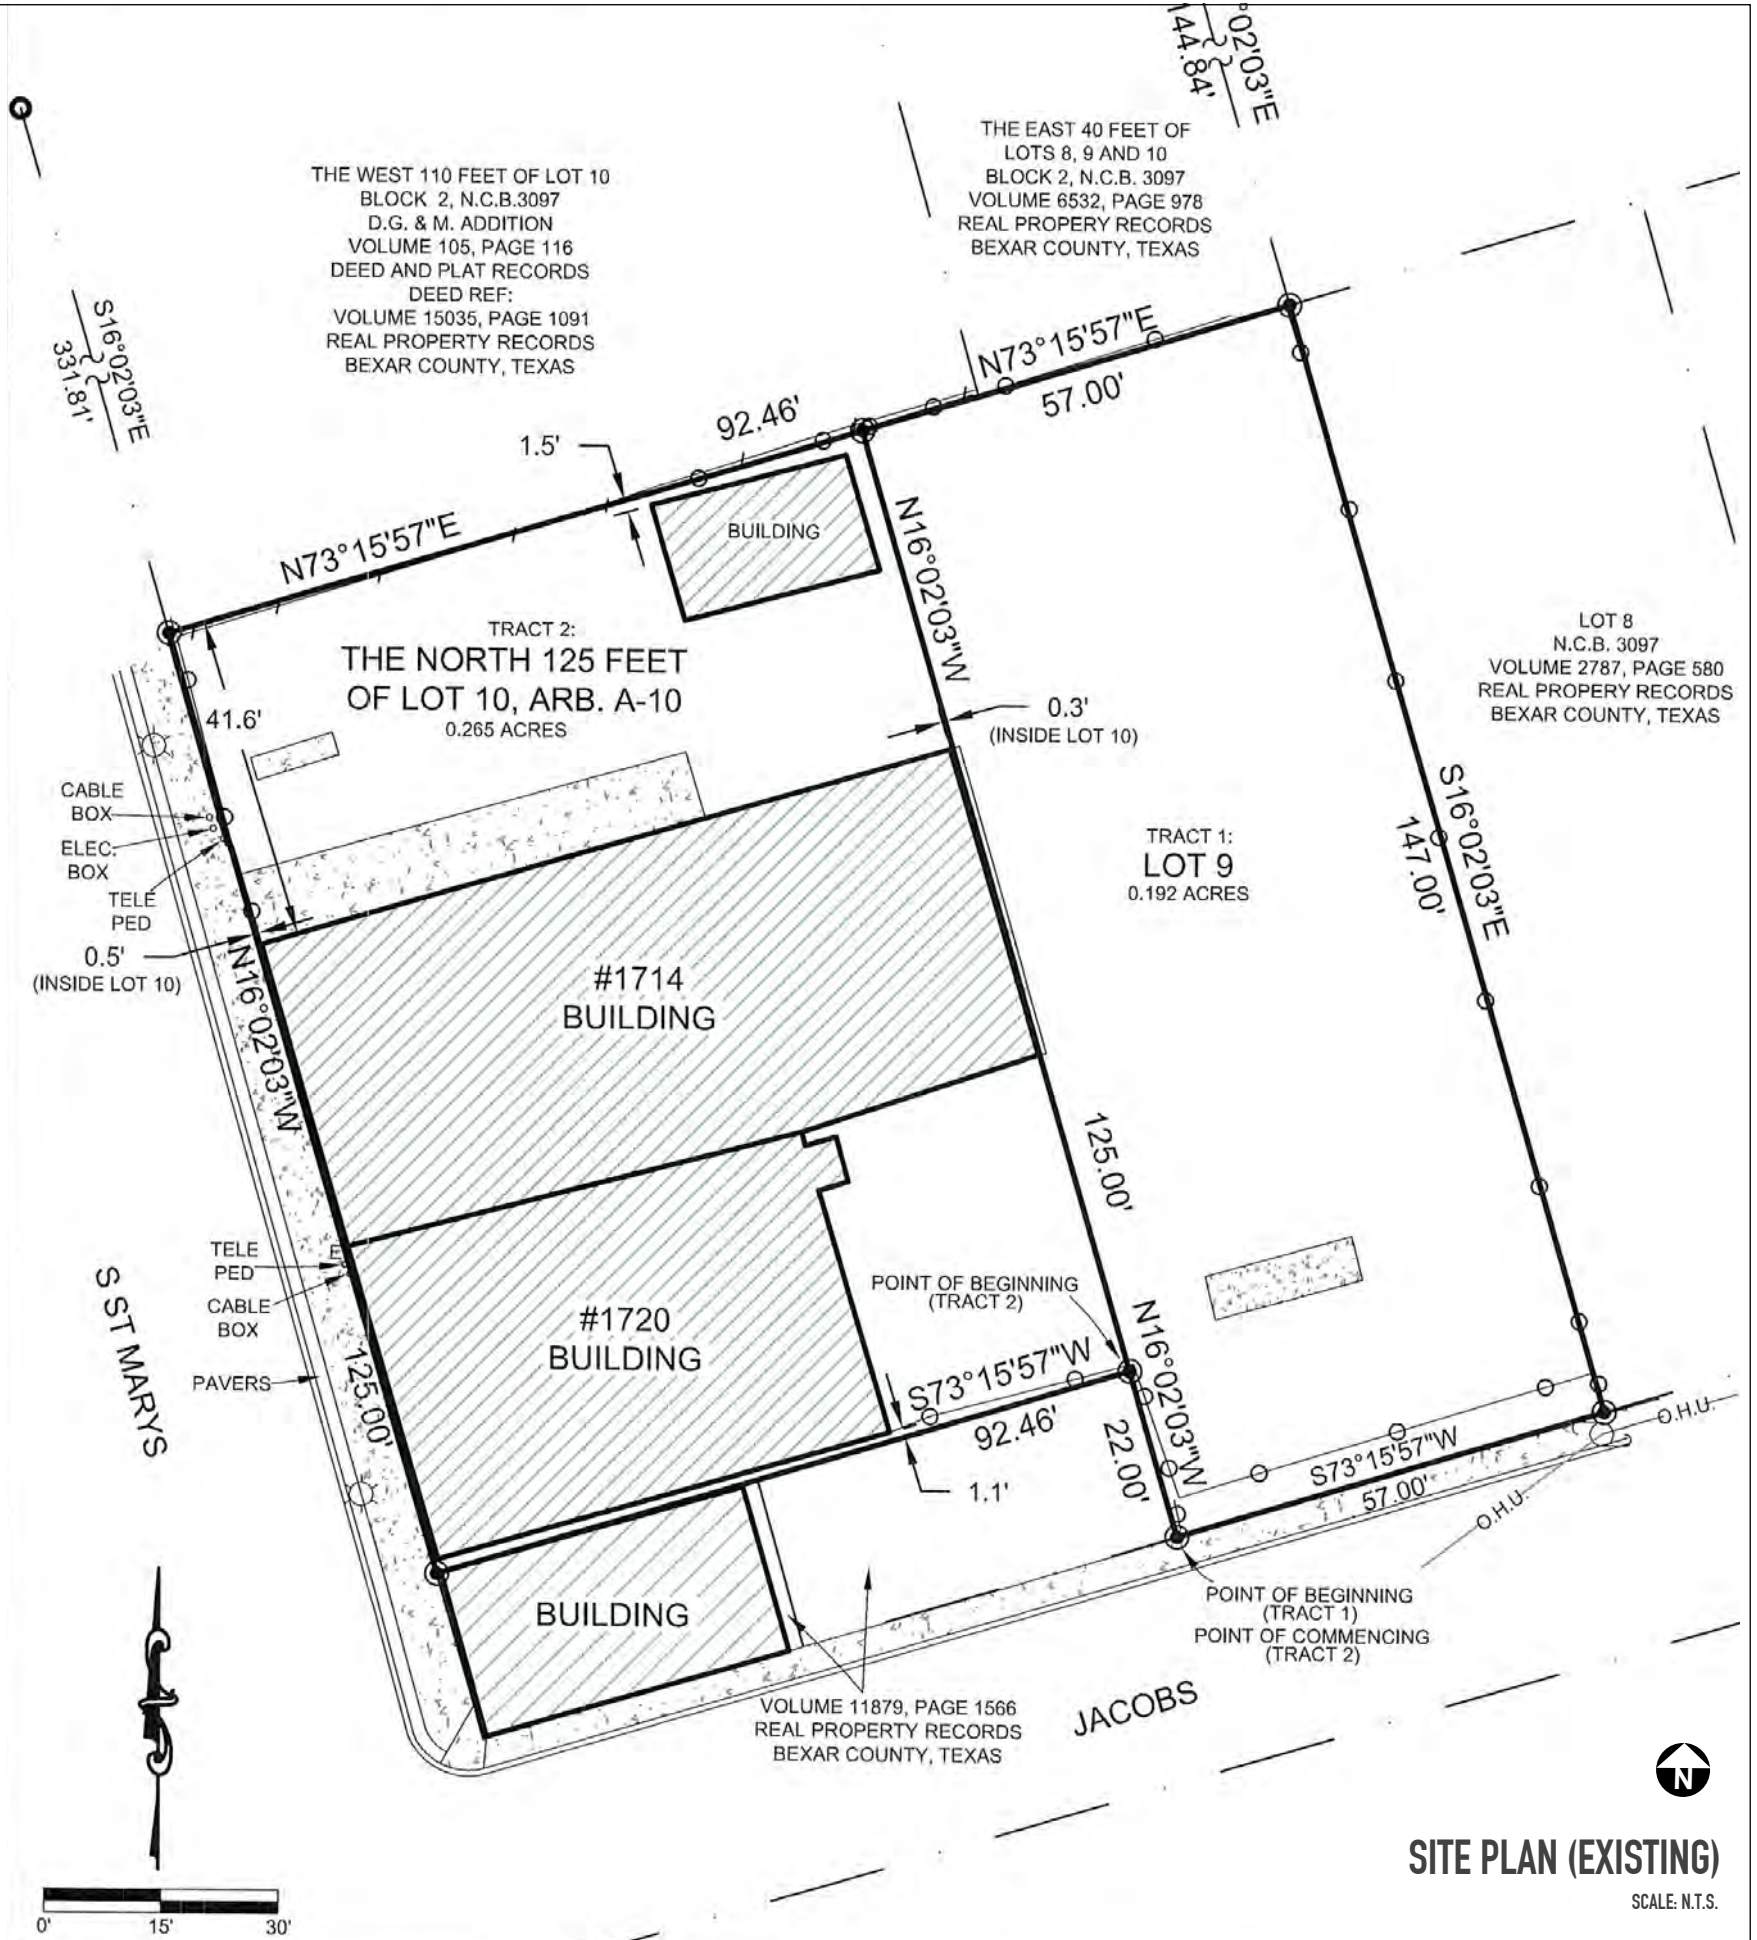 °02'03"E
144.84'
THE EAST 40 FEET OF
LOTS 8, 9 AND 10
BLOCK 2, N.C.B. 3097
VOLUME 6532, PAGE 978
REAL PROPERY RECORDS
BEXAR COUNTY, TEXAS
THE WEST 110 FEET OF LOT 10
BLOCK 2, N.C.B.3097
D.G. & M. ADDITION
VOLUME 105, PAGE 116
DEED AND PLAT RECORDS
DEED REF:
VOLUME 15035, PAGE 1091
REAL PROPERTY RECORDS
BEXAR COUNTY, TEXAS
S16°02'03"E
331.81'
N73°15'57"E
57.00'
92.46'
1.5'
N73°15'57"E
BUILDING
N16°02'03"W
TRACT 2:
THE NORTH 125 FEET
OF LOT 10, ARB. A-10
0.265 ACRES
41.6'
0.3'
(INSIDE LOT 10)
LOT 8
N.C.B. 3097
VOLUME 2787, PAGE 580
REAL PROPERY RECORDS
BEXAR COUNTY, TEXAS
CABLE
BOX
ELEC.
BOX
TELE
PED
0.5'
(INSIDE LOT 10)
TRACT 1:
LOT 9
0.192 ACRES
S16°02'03"E
147.00'
N16°02'03"W
#1714
BUILDING
125.00'
TELE
PED
E
CABLE
BOX
PAVERS
S ST MARYS
125.00'
#1720
BUILDING
POINT OF BEGINNING
(TRACT 2)
S73°15'57"W
92.46'
1.1'
N16°02'03"W
22.00'
S73°15'57"W
57.00'
O.H.U.
O.H.U.
BUILDING
POINT OF BEGINNING
(TRACT 1)
POINT OF COMMENCING
(TRACT 2)
VOLUME 11879, PAGE 1566
REAL PROPERTY RECORDS
BEXAR COUNTY, TEXAS
JACOBS
N
SITE PLAN (EXISTING)
SCALE: N.T.S.
0' 15' 30'